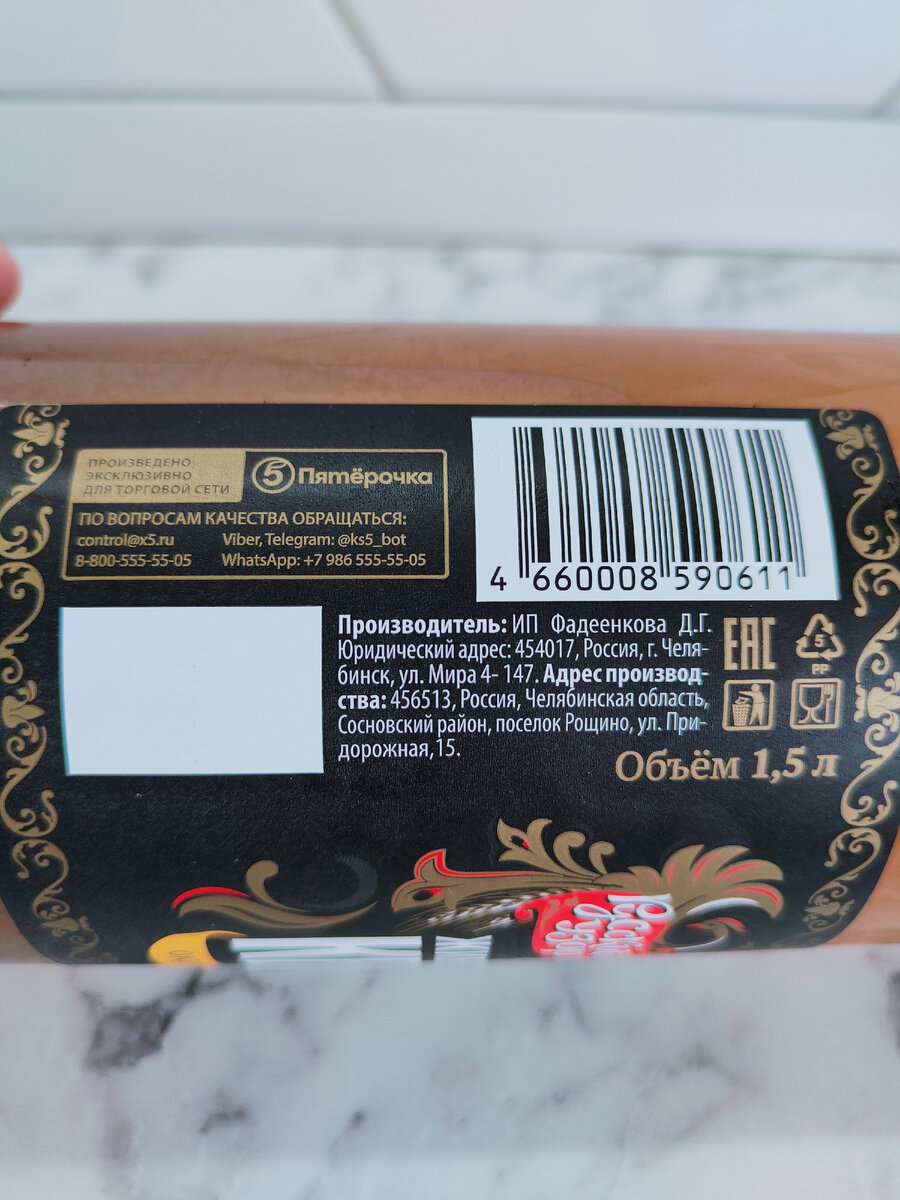 ПРОИЗВЕДЕНО
ЭКСКЛЮЗИВНО
ДЛЯ ТОРГОВОЙ СЕТИ
5 Пятёрочка
ПО ВОПРОСАМ КАЧЕСТВА ОБРАЩАТЬСЯ:
control@x5.ru Viber, Telegram: @ks5_bot
8-800-555-55-05 WhatsApp: +7 986 555-55-05
4 660008 590611
Производитель: ИП Фадеенкова Д.Г.
Юридический адрес: 454017, Россия, г. Челя-
бинск, ул. Мира 4- 147. Адрес производ-
ства: 456513, Россия, Челябинская область,
Сосновский район, поселок Рощино, ул. При-
дорожная,15.
EAC
5
PP
Объём 1,5 л